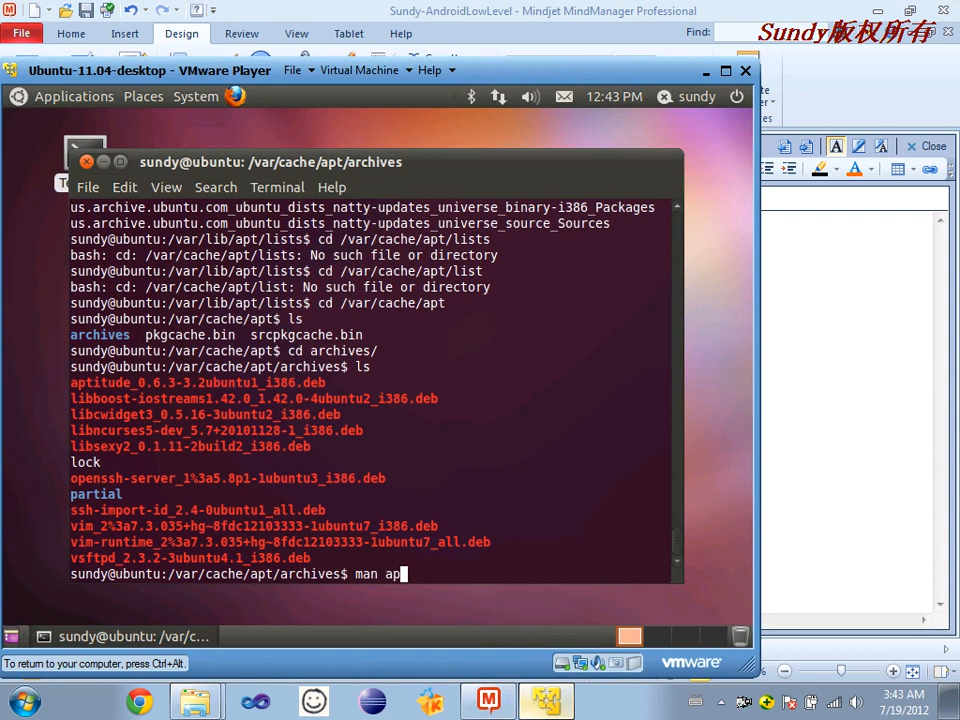 Sundy-AndroidLowLevel - Mindjet MindManager Professional
File Home Insert Design Review View Tablet Help Find:
Sundy版权所有
Ubuntu-11.04-desktop - VMware Player File Virtual Machine Help
Applications Places System 12:43 PM sundy
sundy@ubuntu: /var/cache/apt/archives
File Edit View Search Terminal Help
Close
us.archive.ubuntu.com_ubuntu_dists_natty-updates_universe_binary-i386_Packages
us.archive.ubuntu.com_ubuntu_dists_natty-updates_universe_source_Sources
sundy@ubuntu:/var/lib/apt/lists$ cd /var/cache/apt/lists
bash: cd: /var/cache/apt/lists: No such file or directory
sundy@ubuntu:/var/lib/apt/lists$ cd /var/cache/apt/list
bash: cd: /var/cache/apt/list: No such file or directory
sundy@ubuntu:/var/lib/apt/lists$ cd /var/cache/apt
sundy@ubuntu:/var/cache/apt$ ls
archives pkgcache.bin srcpkgcache.bin
sundy@ubuntu:/var/cache/apt$ cd archives/
sundy@ubuntu:/var/cache/apt/archives$ ls
aptitude_0.6.3-3.2ubuntu1_i386.deb
libboost-iostreams1.42.0_1.42.0-4ubuntu2_i386.deb
libcwidget3_0.5.16-3ubuntu2_i386.deb
libncurses5-dev_5.7+20101128-1_i386.deb
libsexy2_0.1.11-2build2_i386.deb
lock
openssh-server_1%3a5.8p1-1ubuntu3_i386.deb
partial
ssh-import-id_2.4-0ubuntu1_all.deb
vim_2%3a7.3.035+hg~8fdc12103333-1ubuntu7_i386.deb
vim-runtime_2%3a7.3.035+hg~8fdc12103333-1ubuntu7_all.deb
vsftpd_2.3.2-3ubuntu4.1_i386.deb
sundy@ubuntu:/var/cache/apt/archives$ man ap
sundy@ubuntu: /var/c...
To return to your computer, press Ctrl+Alt.
vmware
3:43 AM
7/19/2012